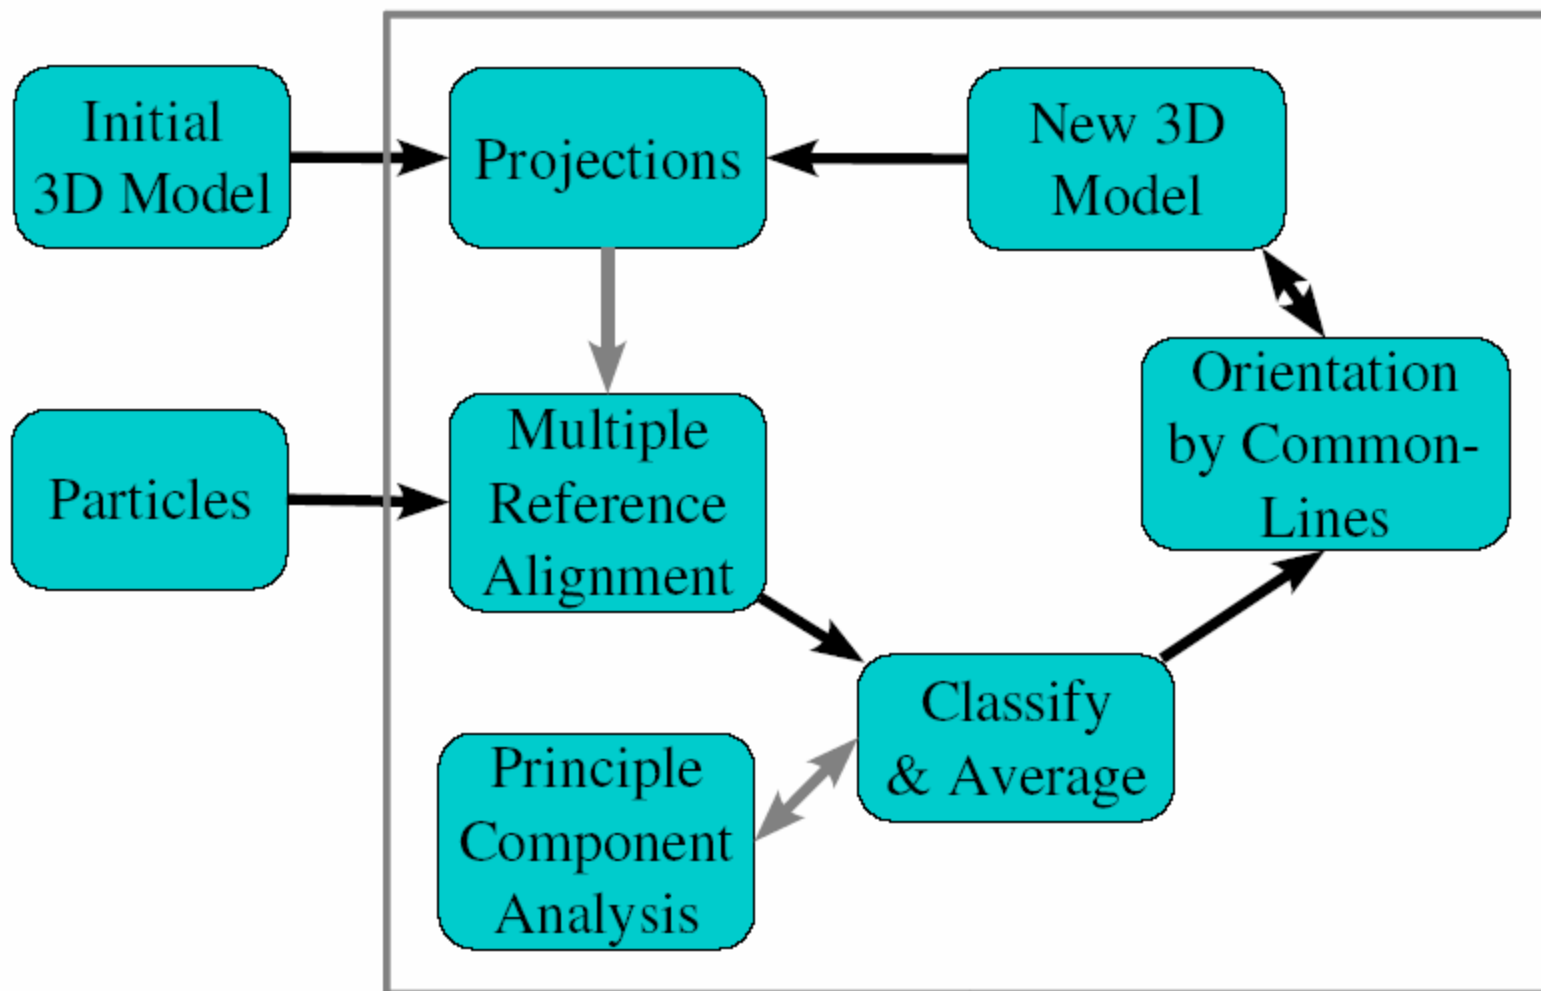 Initial
3D Model
Projections
New 3D
Model
Particles
Multiple
Reference
Alignment
Orientation
by Common-
Lines
Classify
& Average
Principle
Component
Analysis